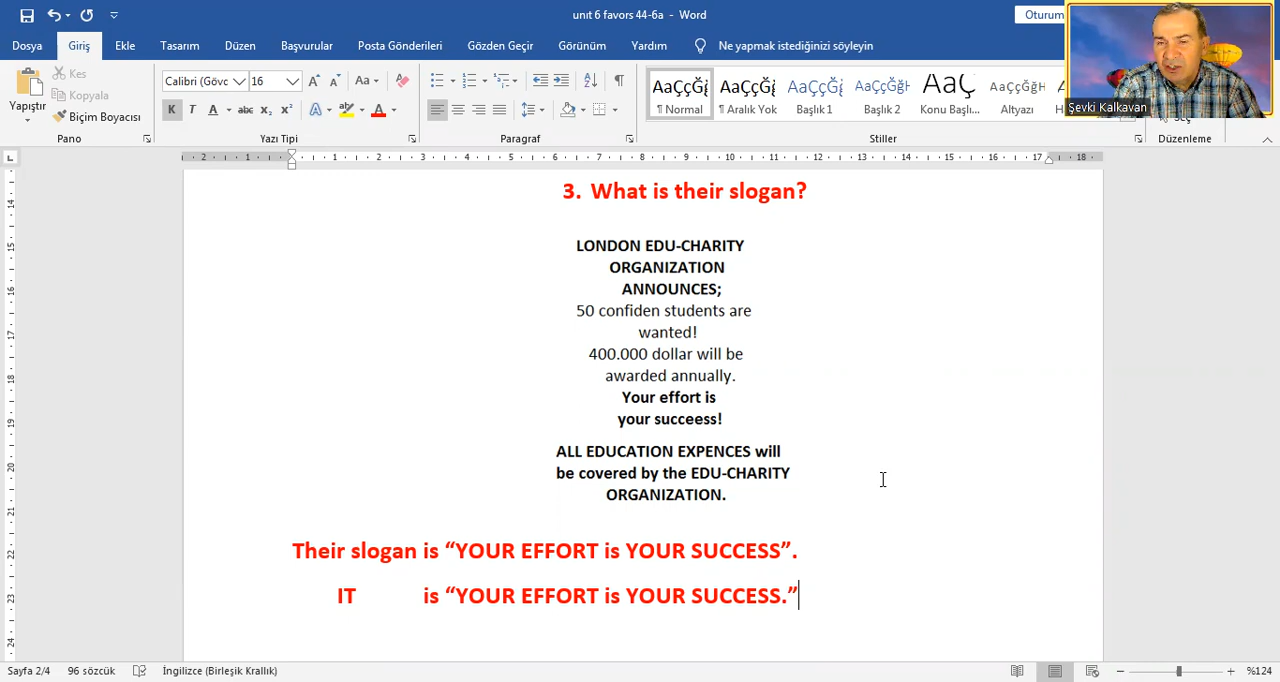 unıt 6 favors 44-6a - Word
Oturum
Dosya Giriş Ekle Tasarım Düzen Başvurular Posta Gönderileri Gözden Geçir Görünüm Yardım Ne yapmak istediğinizi söyleyin
Yapıştır
Kes
Kopyala
Biçim Boyacısı
Pano
Calibri (Gövc 16
K T A abc x₂ x²
Yazı Tipi
Paragraf
AaÇçĞğ AaÇçĞğ AaÇçĞğ AaÇçĞğH AaÇ AaÇçĞğH
¶ Normal ¶ Aralık Yok Başlık 1 Başlık 2 Konu Başlı... Altyazı
Stiller
Düzenleme
Şevki Kalkavan
3. What is their slogan?
LONDON EDU-CHARITY
ORGANIZATION
ANNOUNCES;
50 confiden students are
wanted!
400.000 dollar will be
awarded annually.
Your effort is
your succeess!
ALL EDUCATION EXPENCES will
be covered by the EDU-CHARITY
ORGANIZATION.
Their slogan is “YOUR EFFORT is YOUR SUCCESS”.
IT is “YOUR EFFORT is YOUR SUCCESS.”
Sayfa 2/4 96 sözcük İngilizce (Birleşik Krallık) %124